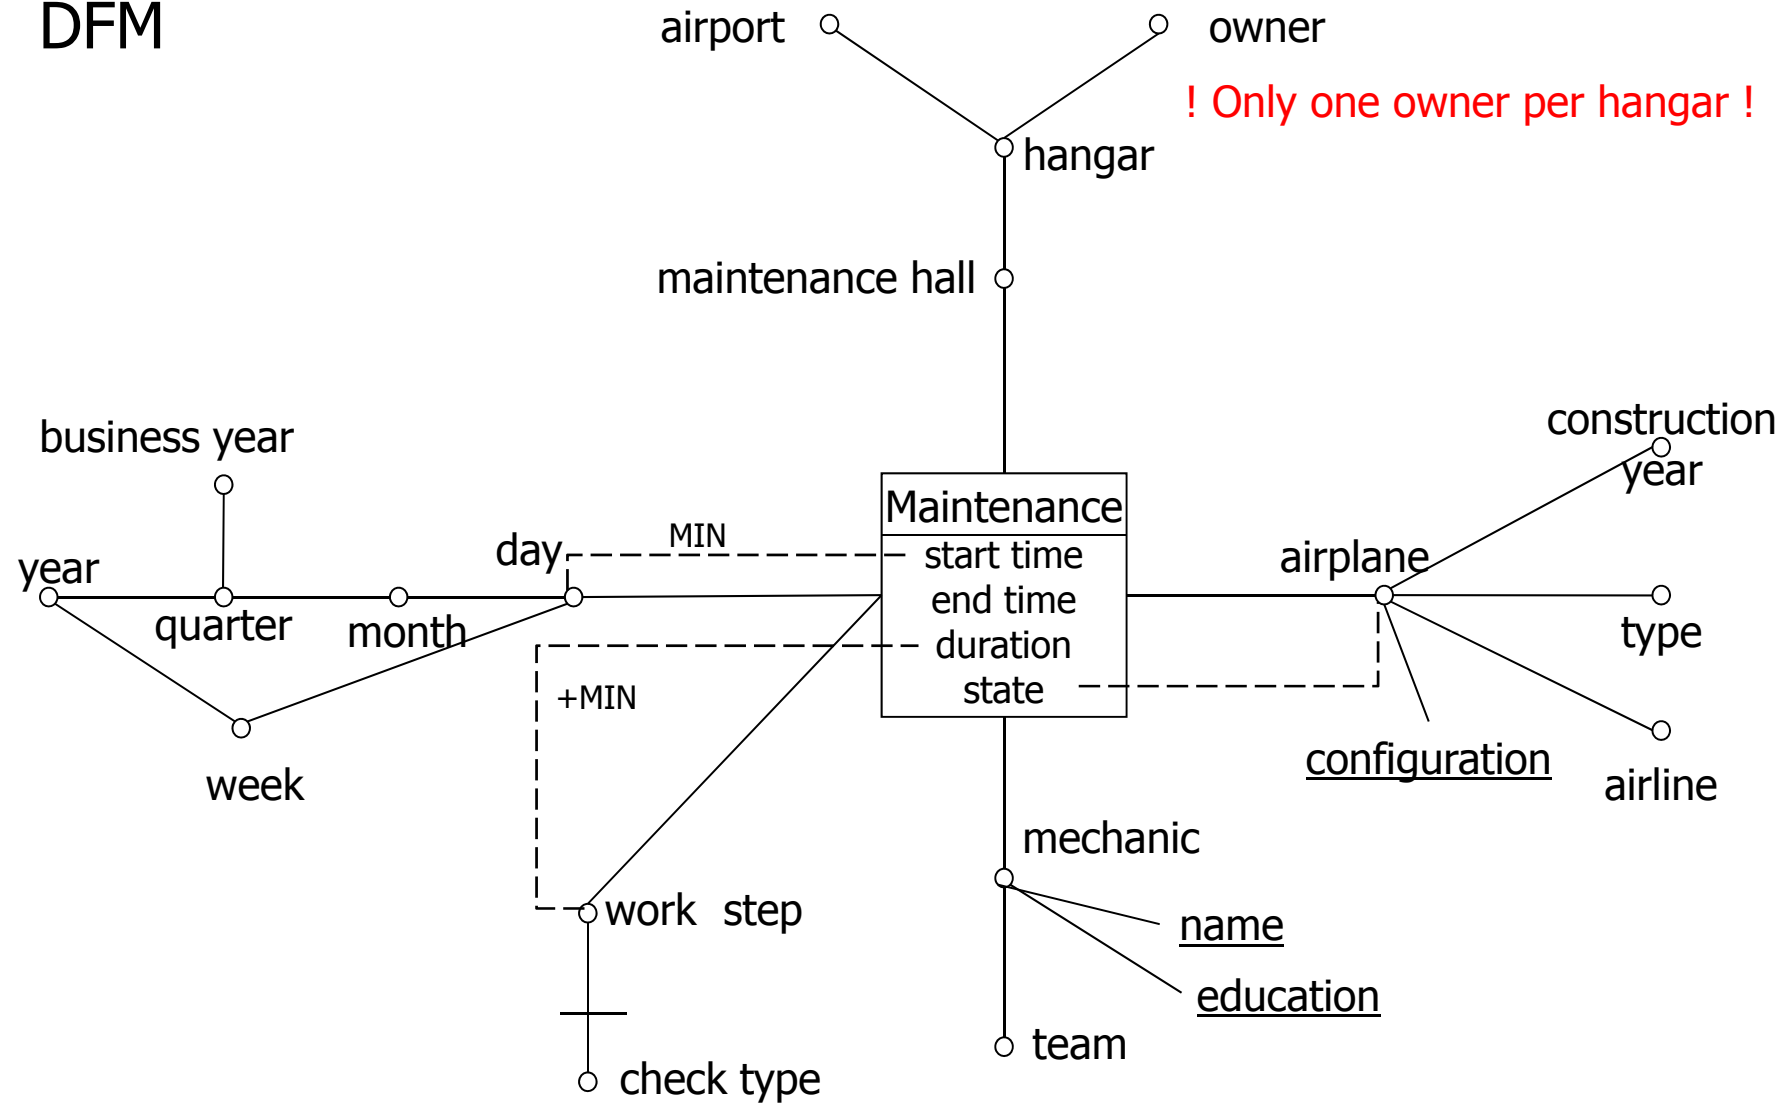 DFM
airport
owner
! Only one owner per hangar !
hangar
maintenance hall
business year
construction
year
Maintenance
start time
end time
duration
state
MIN
day
year
quarter
month
airplane
type
+MIN
week
configuration
airline
mechanic
work step
name
education
team
check type